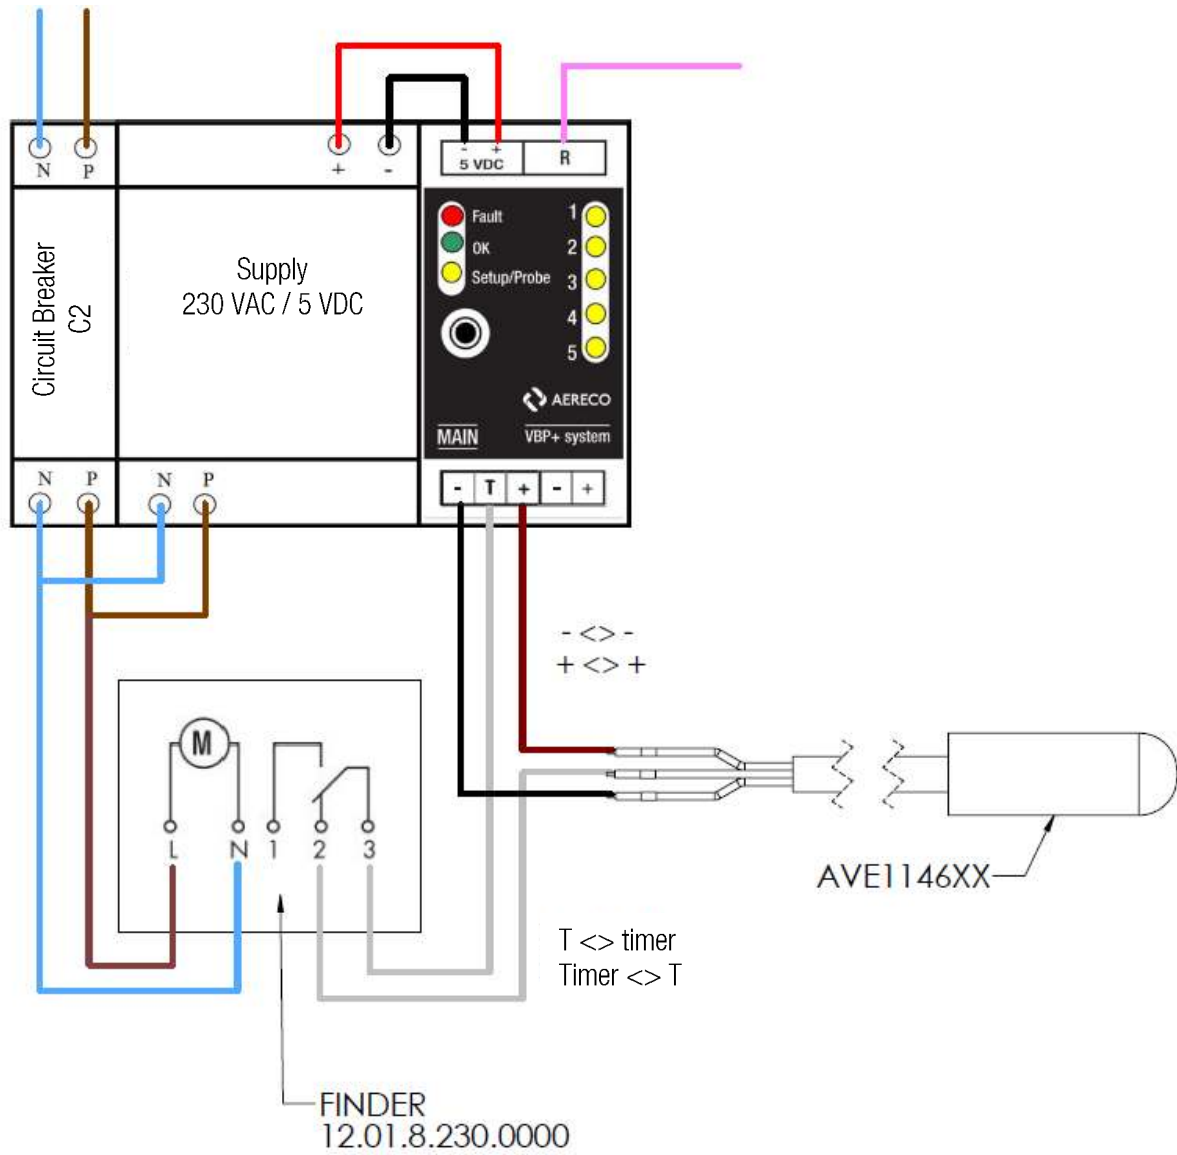 N P
+ -
- +
5 VDC
R
Circuit Breaker
C2
Supply
230 VAC / 5 VDC
Fault
OK
Setup/Probe
1
2
3
4
5
AERECO
MAIN
VBP+ system
N P
N P
- T + - +
- <> -
+ <> +
M
L N 1 2 3
AVE1146XX
T <> timer
Timer <> T
FINDER
12.01.8.230.0000